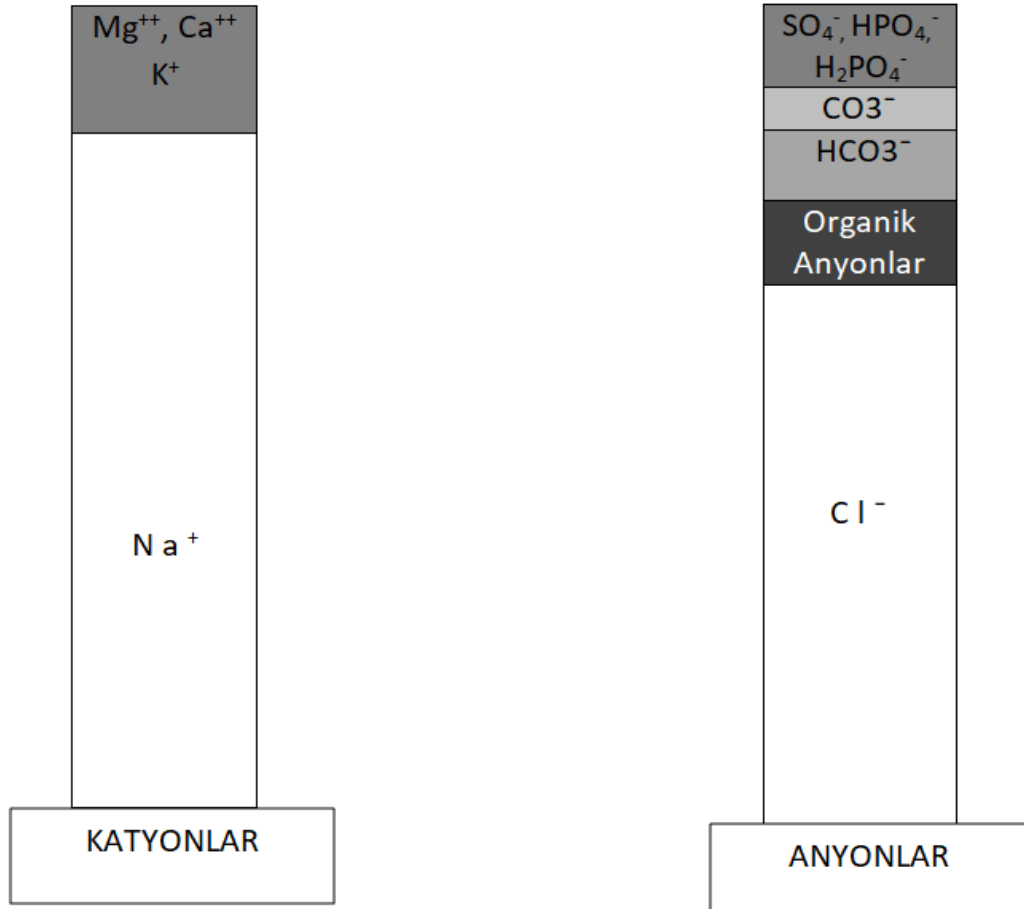 Mg⁺⁺, Ca⁺⁺
K⁺
N a ⁺
KATYONLAR
SO₄⁻, HPO₄,⁻
H₂PO₄⁻
CO3⁻
HCO3⁻
Organik
Anyonlar
C l ⁻
ANYONLAR